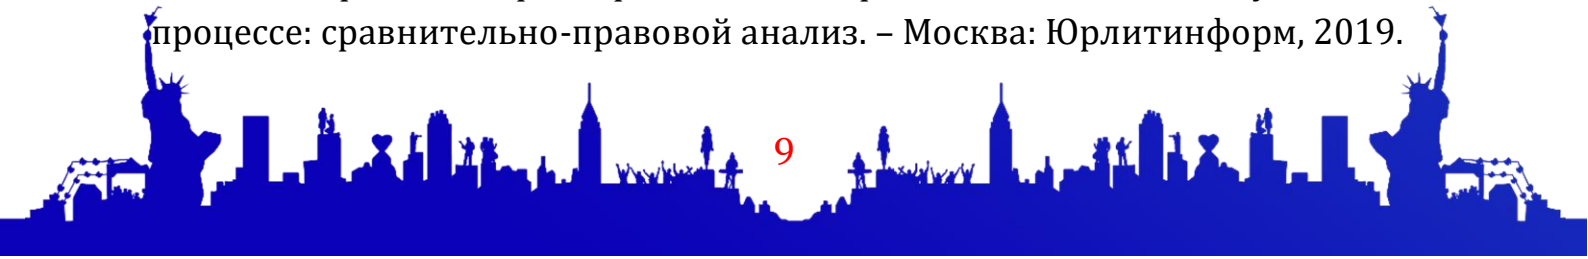 процессе: сравнительно-правовой анализ. – Москва: Юрлитинформ, 2019.
9